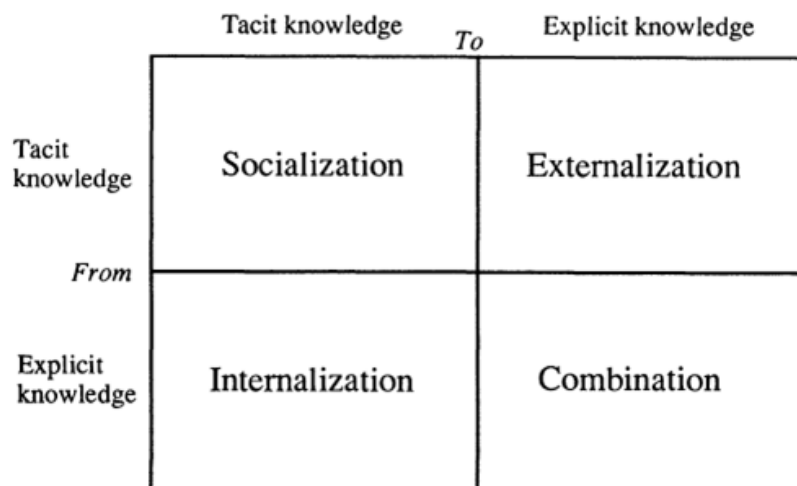 Tacit knowledge
To
Explicit knowledge
Tacit
knowledge
Socialization
Externalization
From
Explicit
knowledge
Internalization
Combination